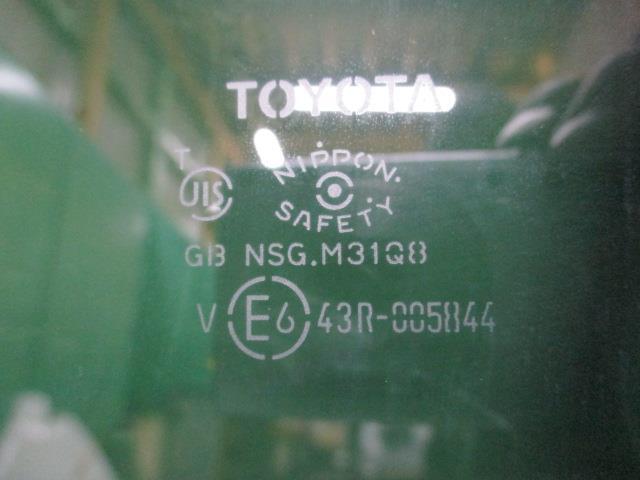 TOYOTA
T
JIS
NIPPON.
SAFETY
GB NSG.M31Q8
V E6 43R-005844